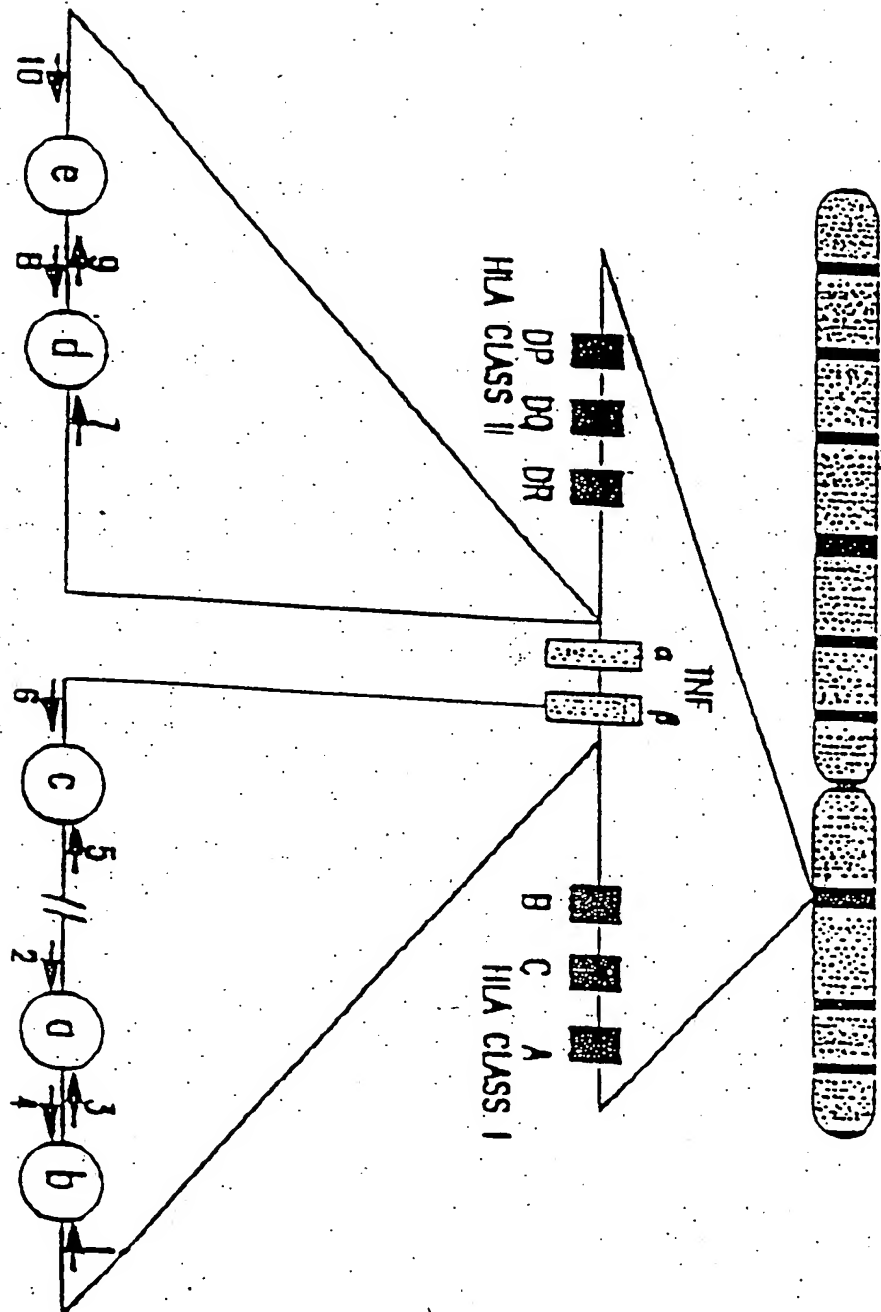 TNF
α β
DP DQ DR B C A
HLA CLASS II HLA CLASS I
9 7 5 3 1
e d c a b
10 8 6 2 4